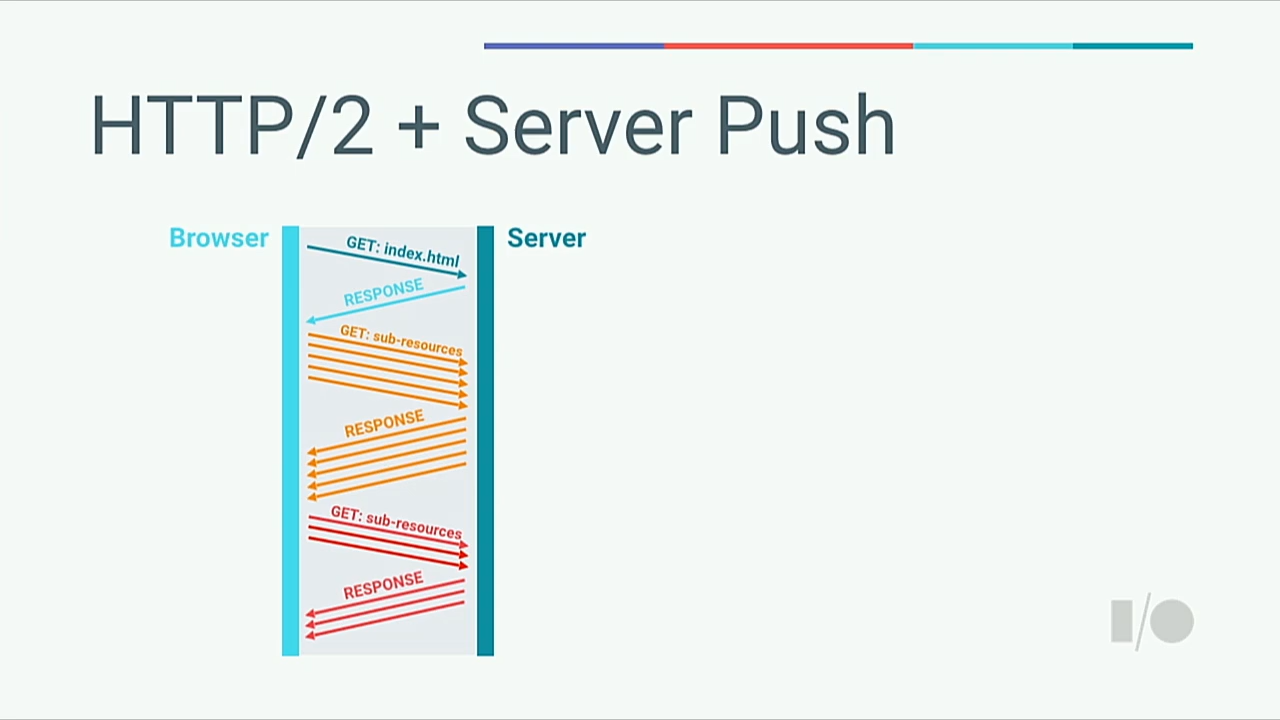 HTTP/2 + Server Push
Browser
Server
GET: index.html
RESPONSE
GET: sub-resources
RESPONSE
GET: sub-resources
RESPONSE
I/O